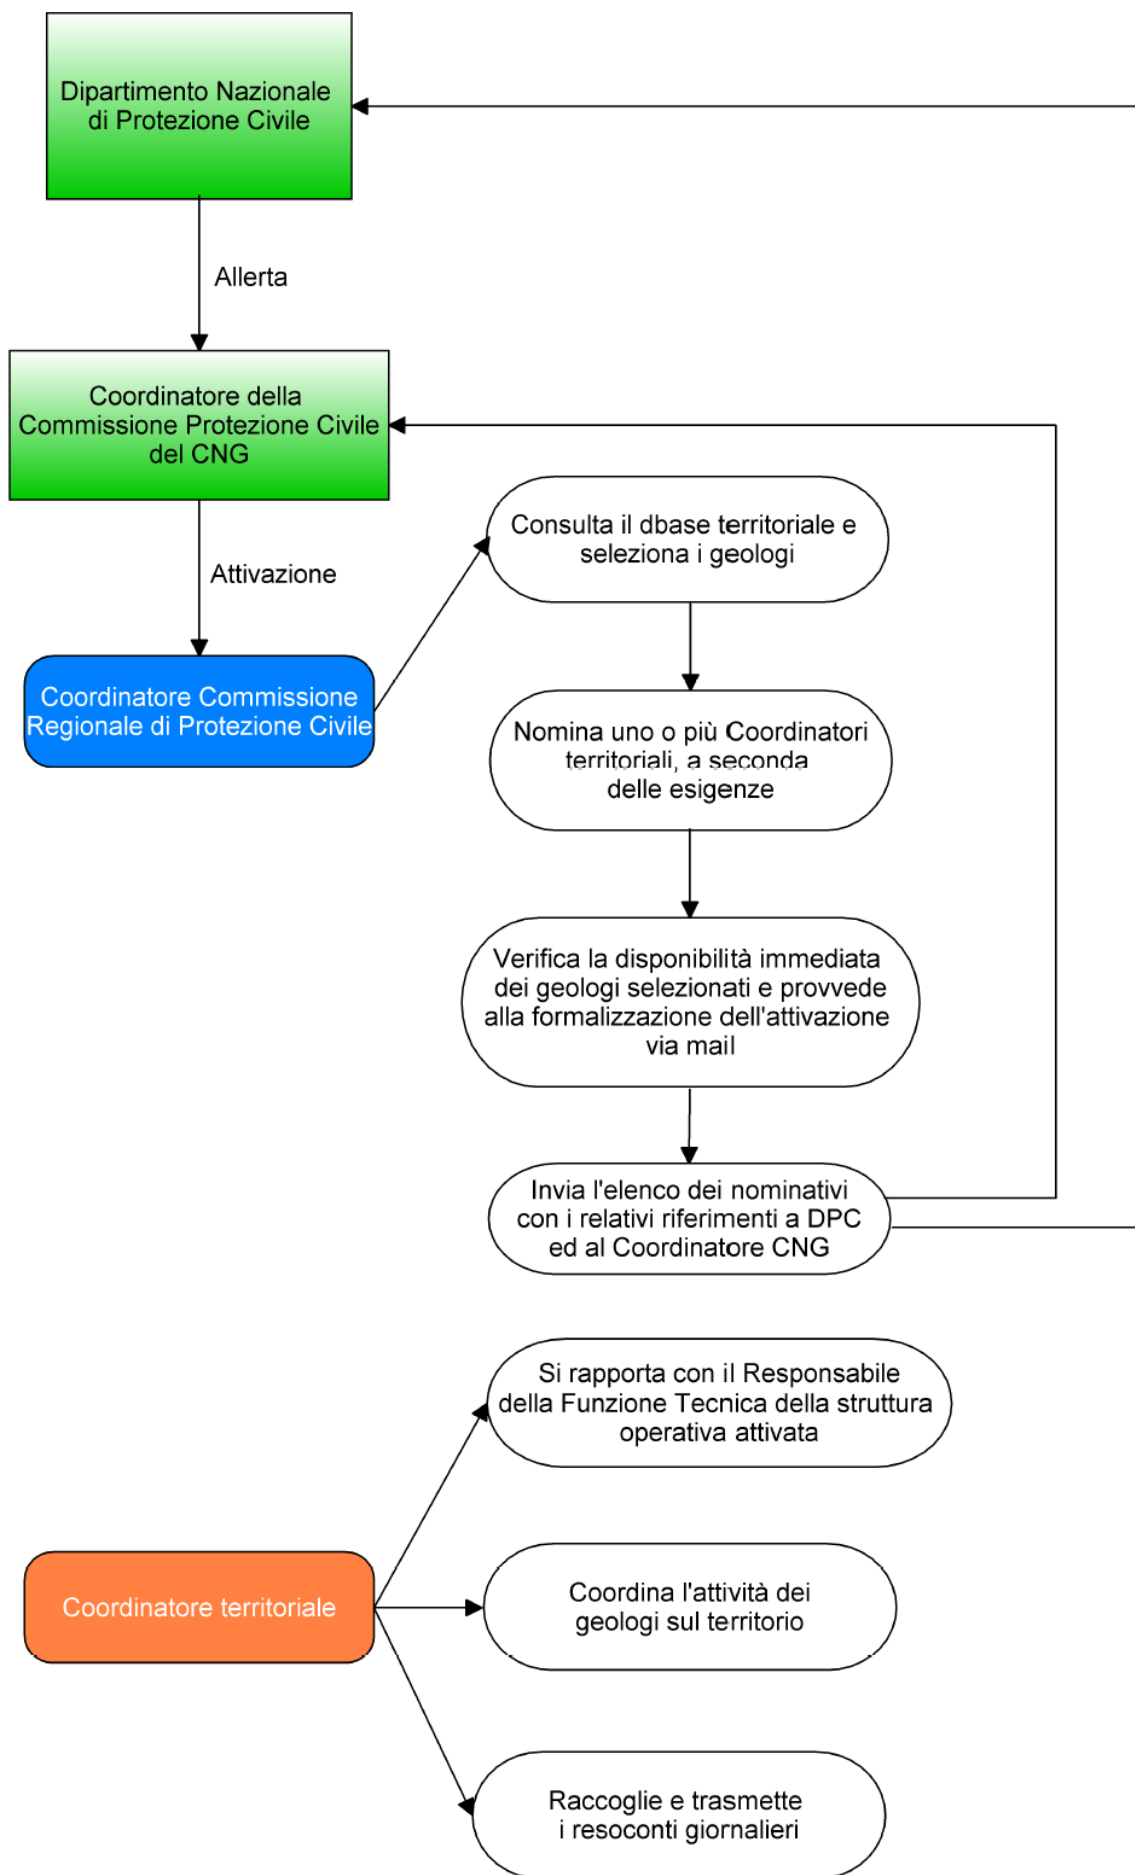 Dipartimento Nazionale
di Protezione Civile
Allerta
Coordinatore della
Commissione Protezione Civile
del CNG
Attivazione
Coordinatore Commissione
Regionale di Protezione Civile
Consulta il dbase territoriale e
seleziona i geologi
Nomina uno o più Coordinatori
territoriali, a seconda
delle esigenze
Verifica la disponibilità immediata
dei geologi selezionati e provvede
alla formalizzazione dell'attivazione
via mail
Invia l'elenco dei nominativi
con i relativi riferimenti a DPC
ed al Coordinatore CNG
Si rapporta con il Responsabile
della Funzione Tecnica della struttura
operativa attivata
Coordinatore territoriale
Coordina l'attività dei
geologi sul territorio
Raccoglie e trasmette
i resoconti giornalieri